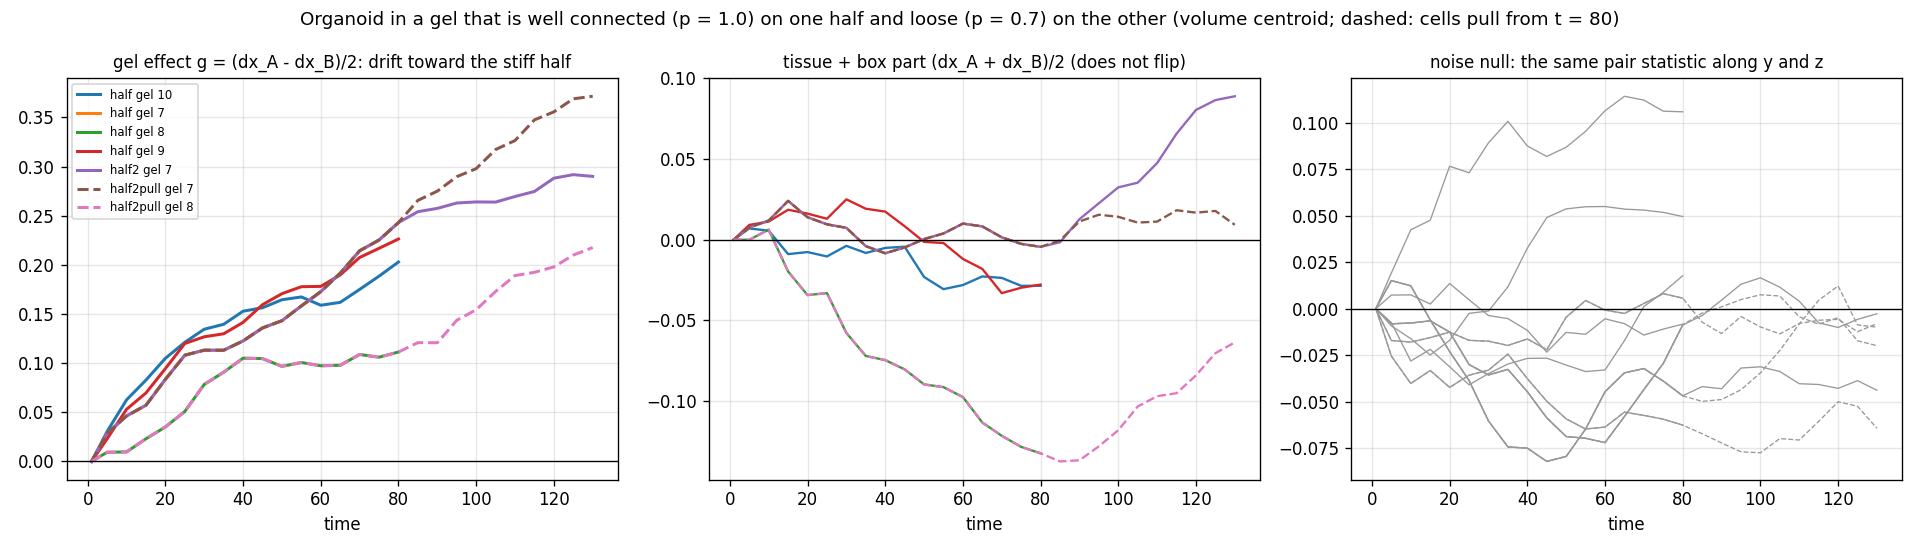 Organoid in a gel that is well connected (p = 1.0) on one half and loose (p = 0.7) on the other (volume centroid; dashed: cells pull from t = 80)
gel effect g = (dx_A - dx_B)/2: drift toward the stiff half
0.35
0.30
0.25
0.20
0.15
0.10
0.05
0.00
half gel 10
half gel 7
half gel 8
half gel 9
half2 gel 7
half2pull gel 7
half2pull gel 8
0 20 40 60 80 100 120
time
tissue + box part (dx_A + dx_B)/2 (does not flip)
0.10
0.05
0.00
−0.05
−0.10
0 20 40 60 80 100 120
time
noise null: the same pair statistic along y and z
0.100
0.075
0.050
0.025
0.000
−0.025
−0.050
−0.075
0 20 40 60 80 100 120
time